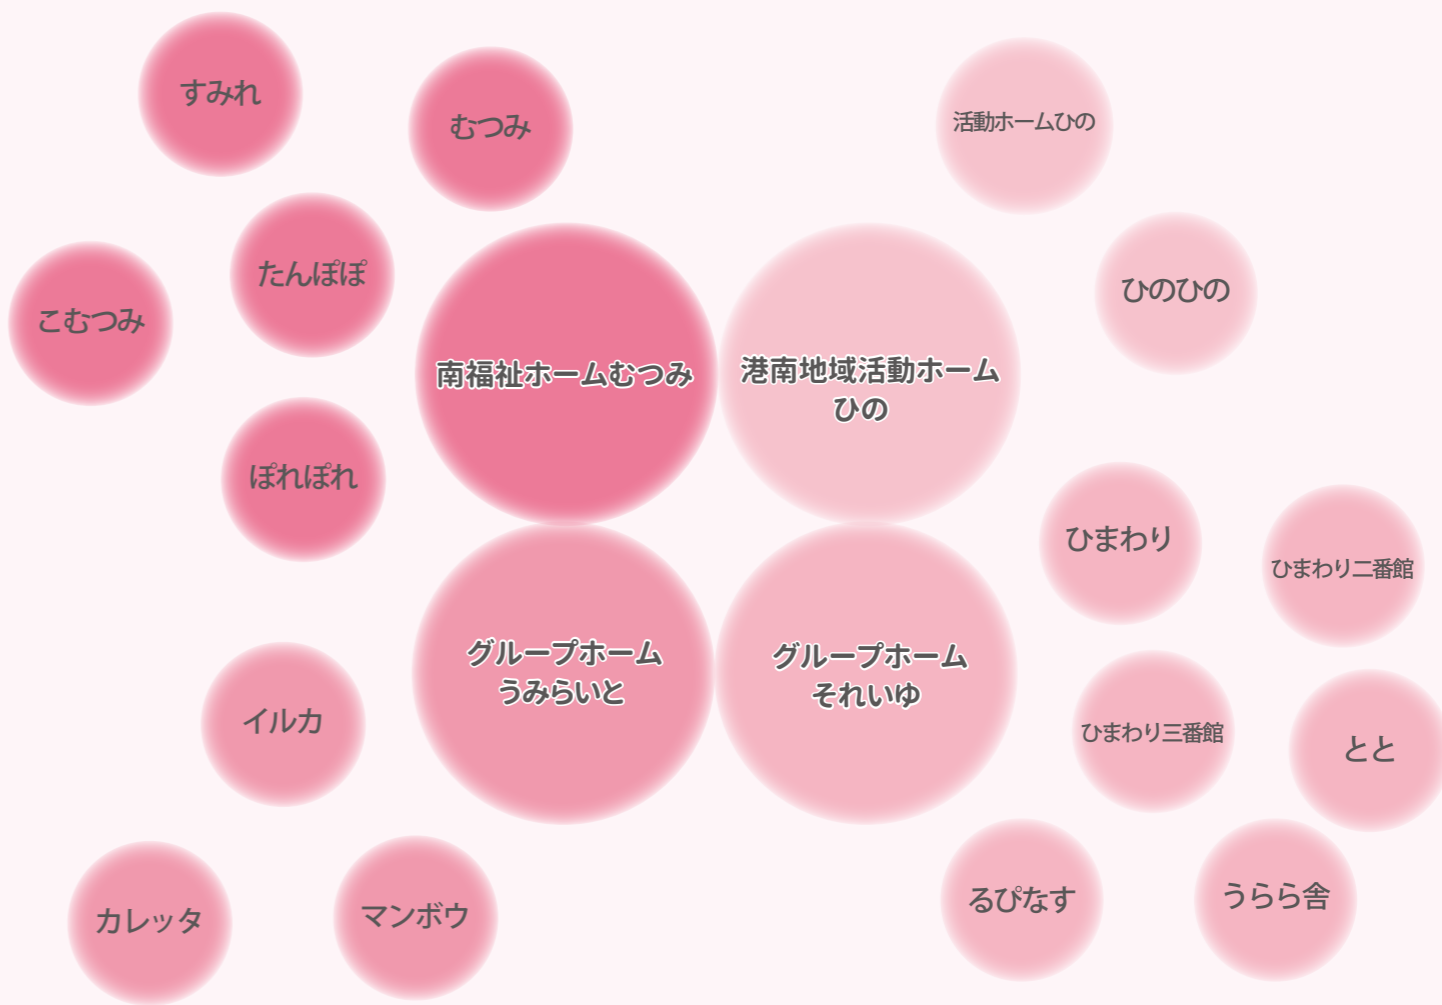 すみれ
むつみ
たんぽぽ
こむつみ
ぽれぽれ
南福祉ホームむつみ
活動ホームひの
ひのひの
港南地域活動ホーム
ひの
グループホーム
うみらいと
イルカ
カレッタ
マンボウ
グループホーム
それいゆ
ひまわり
ひまわり二番館
ひまわり三番館
とと
るぴなす
うらら舎